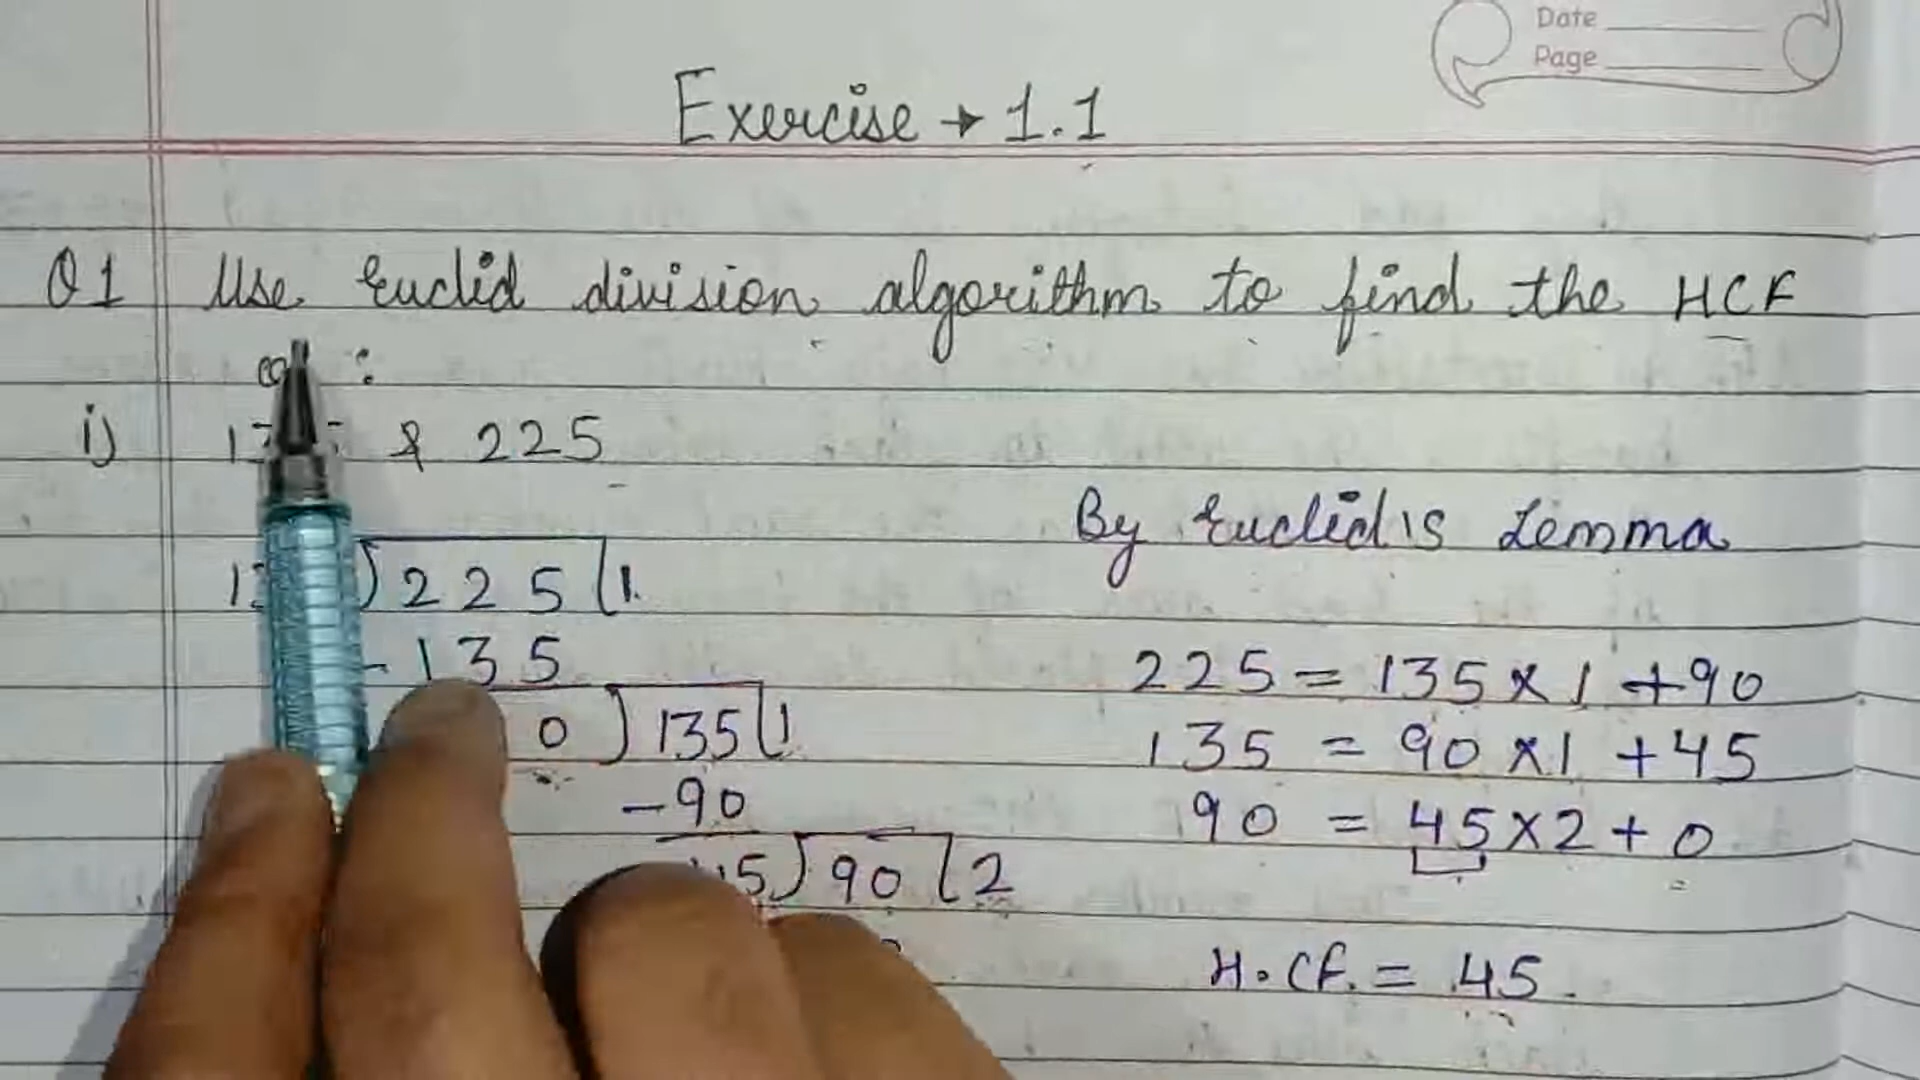 Date
Page
Exercise → 1.1
Q1 Use Euclid division algorithm to find the HCF
:
i) & 225
) 225 ( 1
- 135
0 ) 135 ( 1
- 90
) 90 ( 2
By Euclid's Lemma
225 = 135 × 1 + 90
135 = 90 × 1 + 45
90 = 45 × 2 + 0
H.CF. = 45